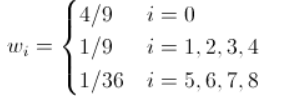 w_i = { 4/9 i = 0
1/9 i = 1, 2, 3, 4
1/36 i = 5, 6, 7, 8